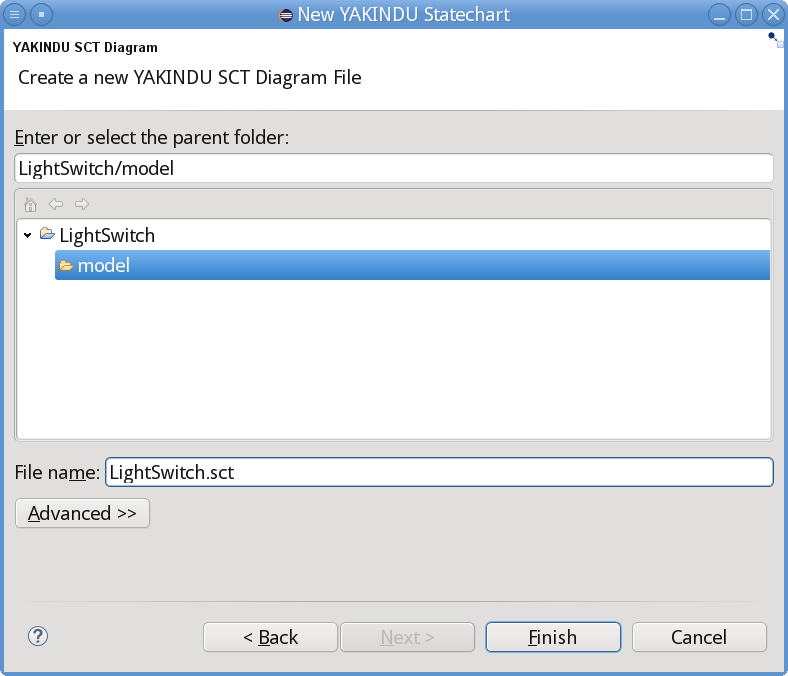 New YAKINDU Statechart
YAKINDU SCT Diagram
Create a new YAKINDU SCT Diagram File
Enter or select the parent folder:
LightSwitch/model
LightSwitch
model
File name: LightSwitch.sct
Advanced >>
? < Back Next > Finish Cancel